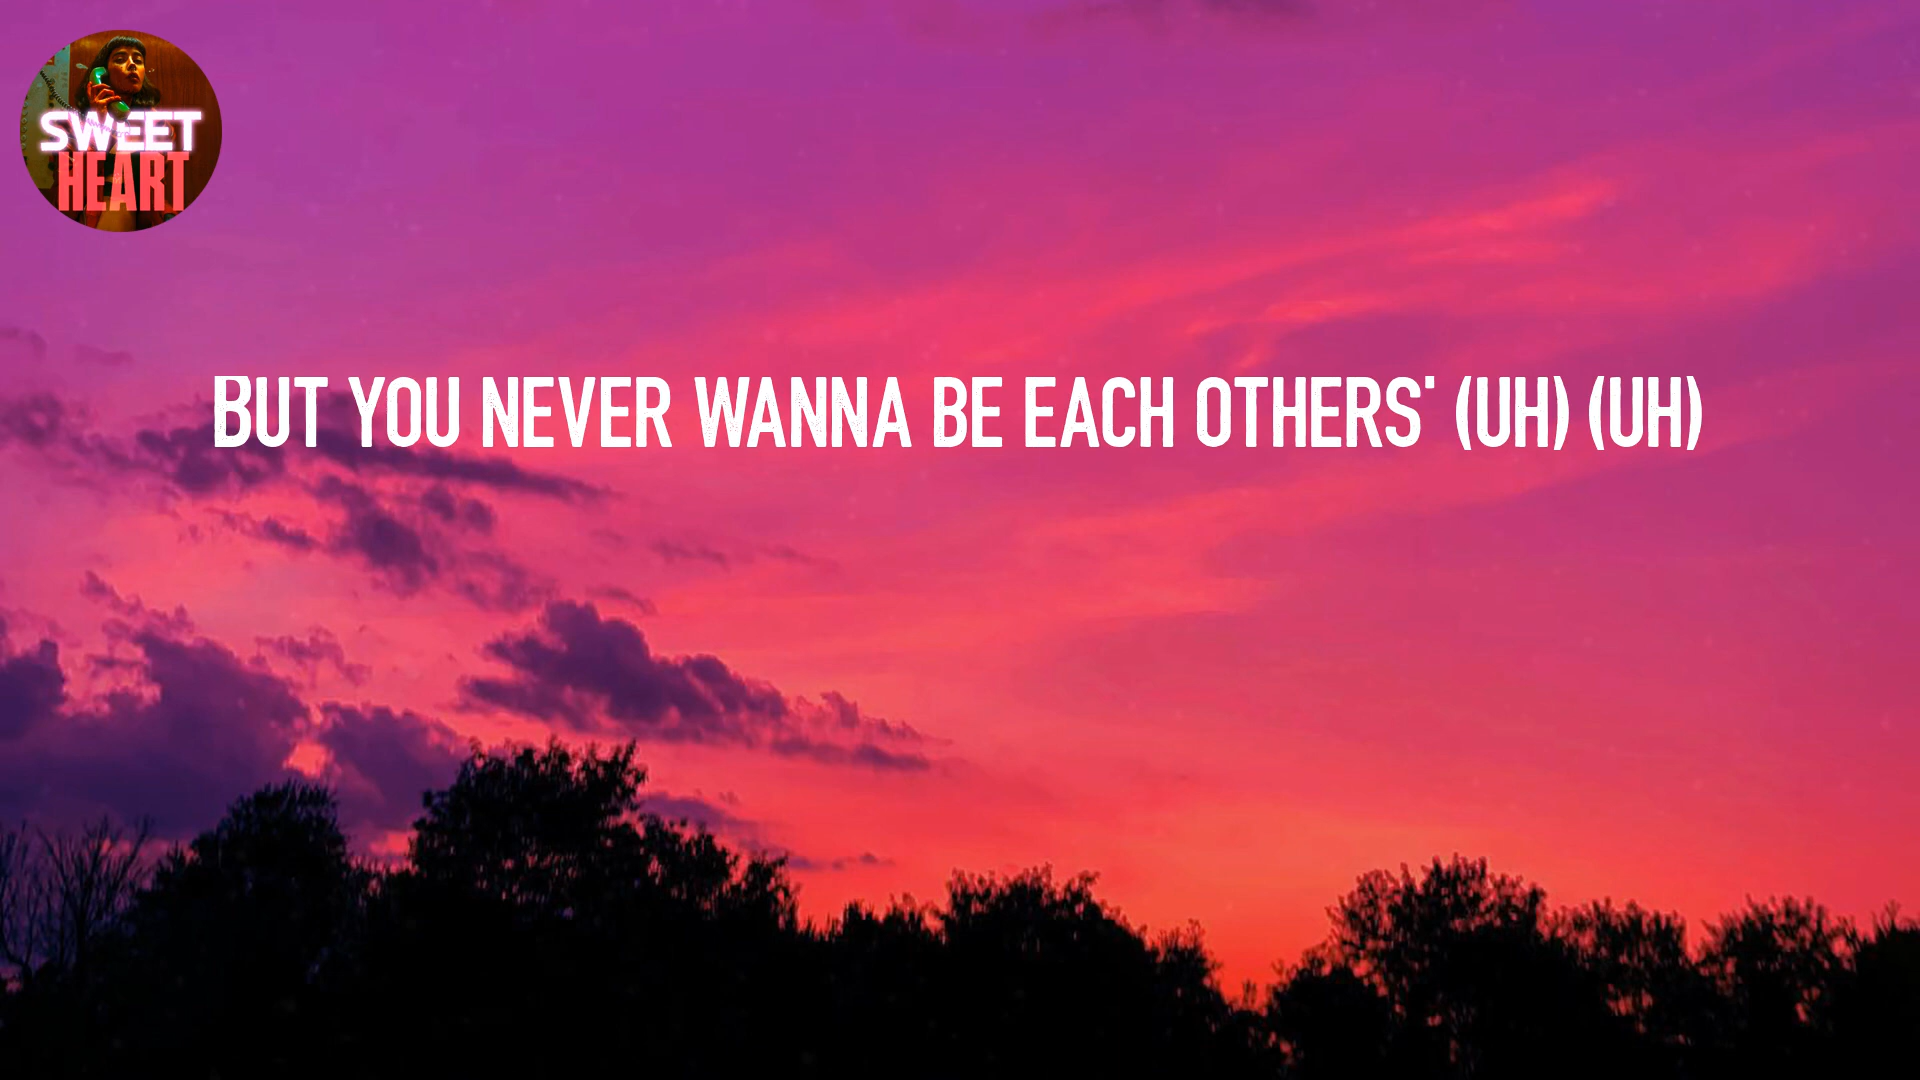 SWEET
HEART
BUT YOU NEVER WANNA BE EACH OTHERS' (UH) (UH)